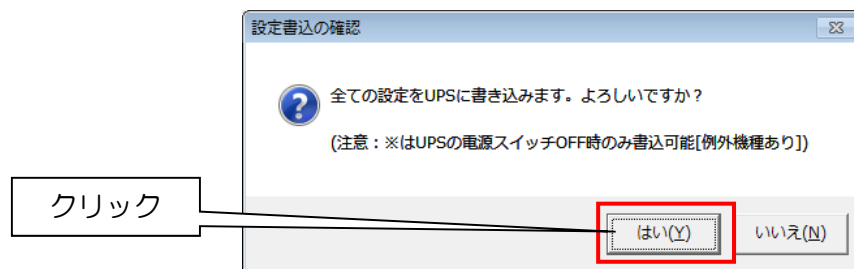 設定書込の確認
全ての設定をUPSに書き込みます。よろしいですか？
(注意：※はUPSの電源スイッチOFF時のみ書込可能[例外機種あり])
クリック
はい(Y)
いいえ(N)